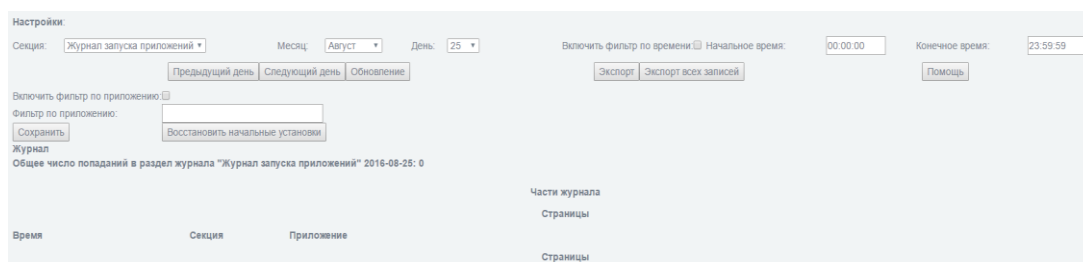 Настройки:
Секция: Журнал запуска приложений Месяц: Август День: 25 Включить фильтр по времени: Начальное время: 00:00:00 Конечное время: 23:59:59
Предыдущий день Следующий день Обновление Экспорт Экспорт всех записей Помощь
Включить фильтр по приложению:
Фильтр по приложению:
Сохранить Восстановить начальные установки
Журнал
Общее число попаданий в раздел журнала "Журнал запуска приложений" 2016-08-25: 0
Части журнала
Страницы
Время Секция Приложение
Страницы